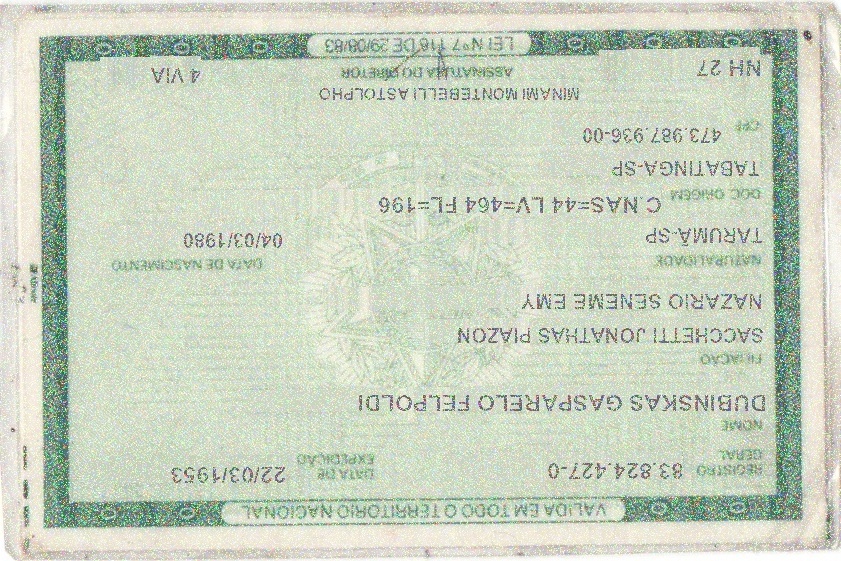 VALIDA EM TODO O TERRITORIO NACIONAL
REGISTRO GERAL 83.824.427-0 DATA DE EXPEDIÇÃO 22/03/1953
NOME
DUBINSKAS GASPARELO FELPOLDI
FILIAÇÃO
SACCHETTI JONATHAS PIAZON
NAZARIO SENEME EMY
NATURALIDADE DATA DE NASCIMENTO
TARUMÃ-SP 04/03/1980
DOC. ORIGEM C.NAS=44 LV=464 FL=196
TABATINGA-SP
CPF 473.987.936-00
MINAMI MONTEBELLI ASTOLPHO
NH 27 ASSINATURA DO DIRETOR 4 VIA
LEI Nº 7.116 DE 29/08/83